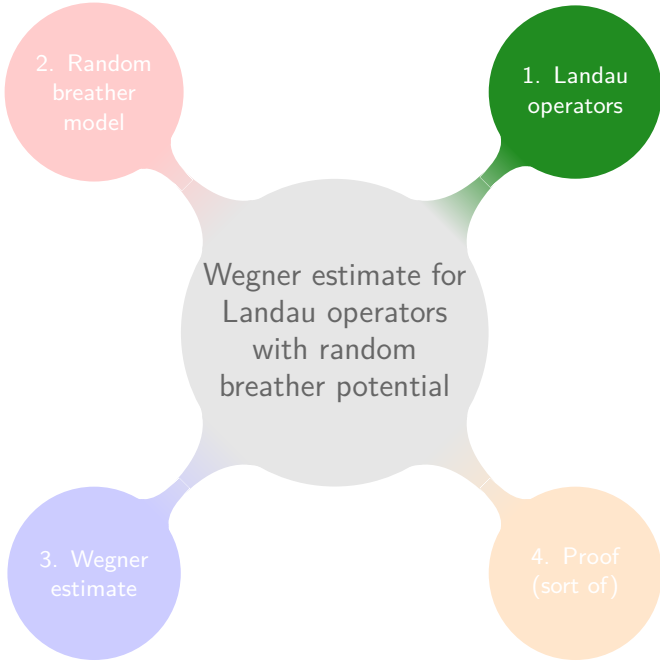 2. Random
breather
model
1. Landau
operators
Wegner estimate for
Landau operators
with random
breather potential
3. Wegner
estimate
4. Proof
(sort of)